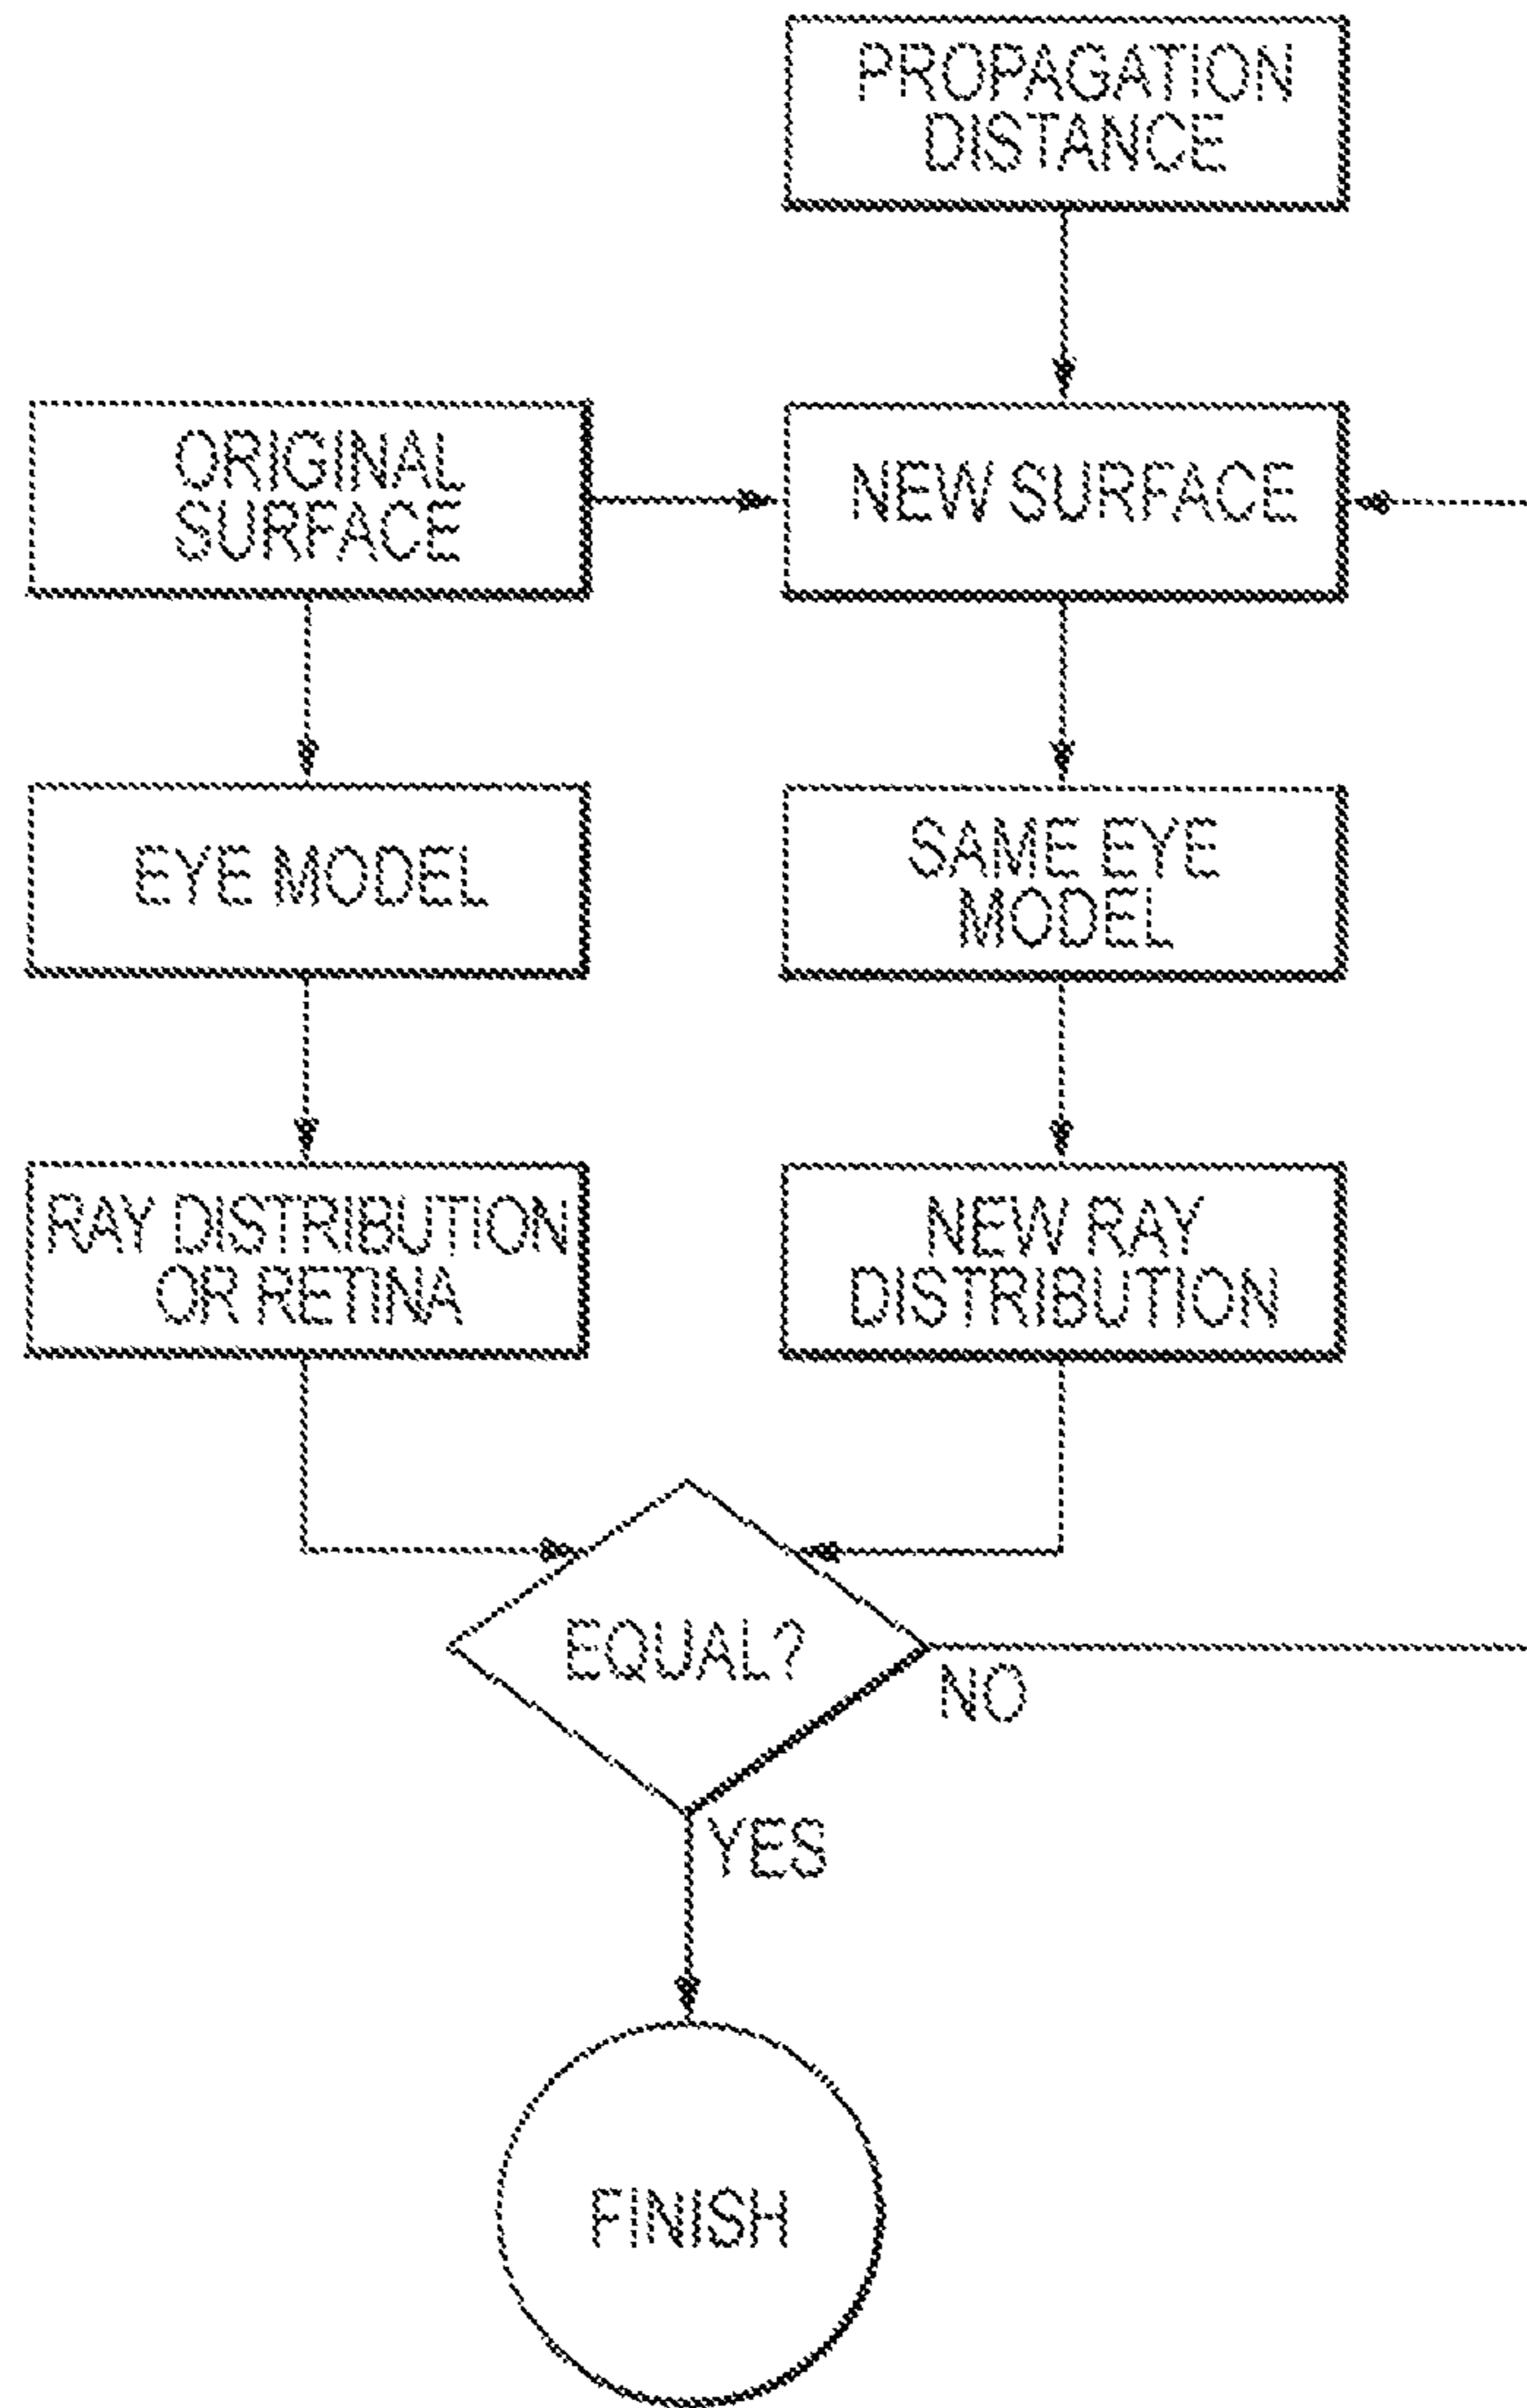 PROPAGATION
DISTANCE
ORIGINAL
SURFACE
NEW SURFACE
EYE MODEL
SAME EYE
MODEL
RAY DISTRIBUTION
OR RETINA
NEW RAY
DISTRIBUTION
EQUAL?
NO
YES
FINISH